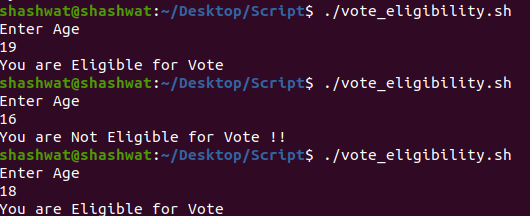 shashwat@shashwat:~/Desktop/Script$ ./vote_eligibility.sh
Enter Age
19
You are Eligible for Vote
shashwat@shashwat:~/Desktop/Script$ ./vote_eligibility.sh
Enter Age
16
You are Not Eligible for Vote !!
shashwat@shashwat:~/Desktop/Script$ ./vote_eligibility.sh
Enter Age
18
You are Eligible for Vote